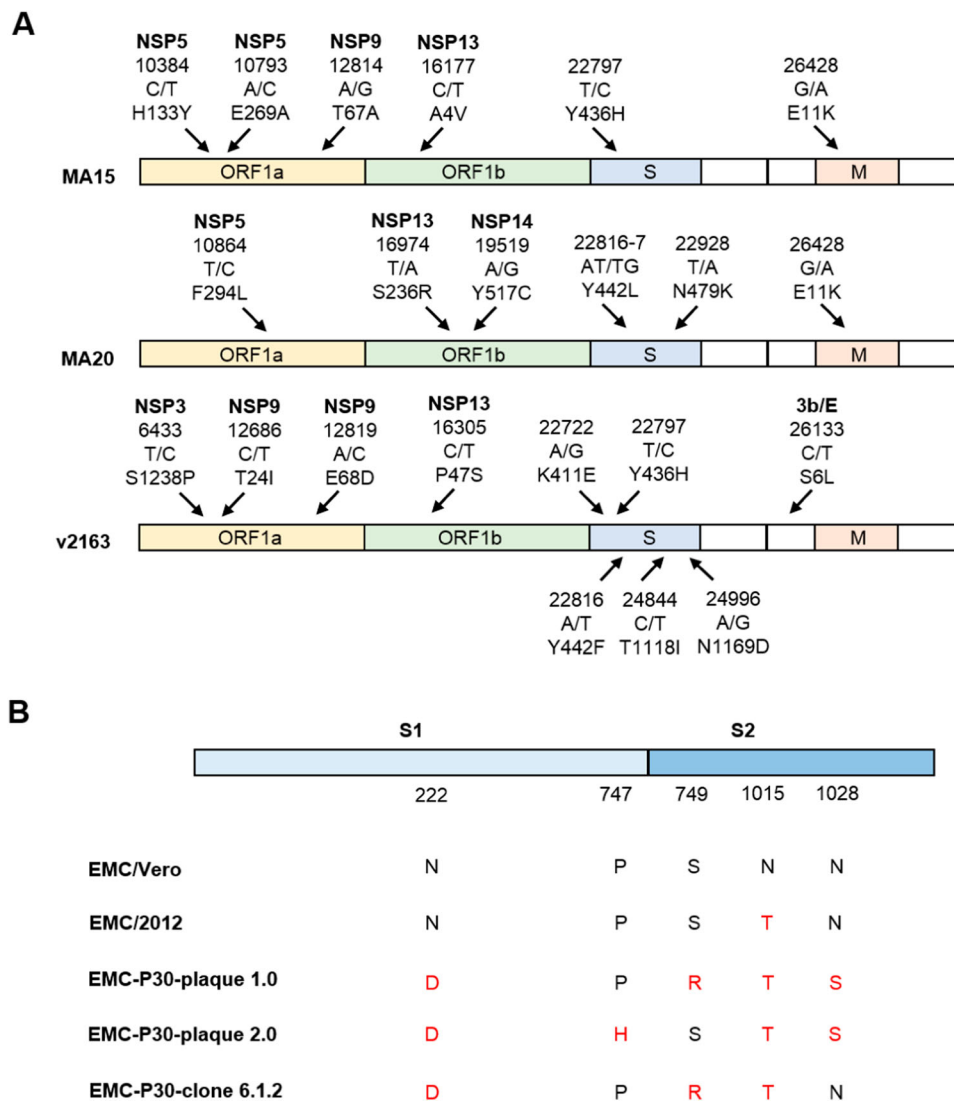 A
NSP5 NSP5 NSP9 NSP13
10384 10793 12814 16177 22797 26428
C/T A/C A/G C/T T/C G/A
H133Y E269A T67A A4V Y436H E11K
MA15 ORF1a ORF1b S M
NSP5 NSP13 NSP14
10864 16974 19519 22816-7 22928 26428
T/C T/A A/G AT/TG T/A G/A
F294L S236R Y517C Y442L N479K E11K
MA20 ORF1a ORF1b S M
NSP3 NSP9 NSP9 NSP13 3b/E
6433 12686 12819 16305 22722 22797 26133
T/C C/T A/C C/T A/G T/C C/T
S1238P T24I E68D P47S K411E Y436H S6L
v2163 ORF1a ORF1b S M
22816 24844 24996
A/T C/T A/G
Y442F T1118I N1169D
B
S1 S2
222 747 749 1015 1028
EMC/Vero N P S N N
EMC/2012 N P S T N
EMC-P30-plaque 1.0 D P R T S
EMC-P30-plaque 2.0 D H S T S
EMC-P30-clone 6.1.2 D P R T N